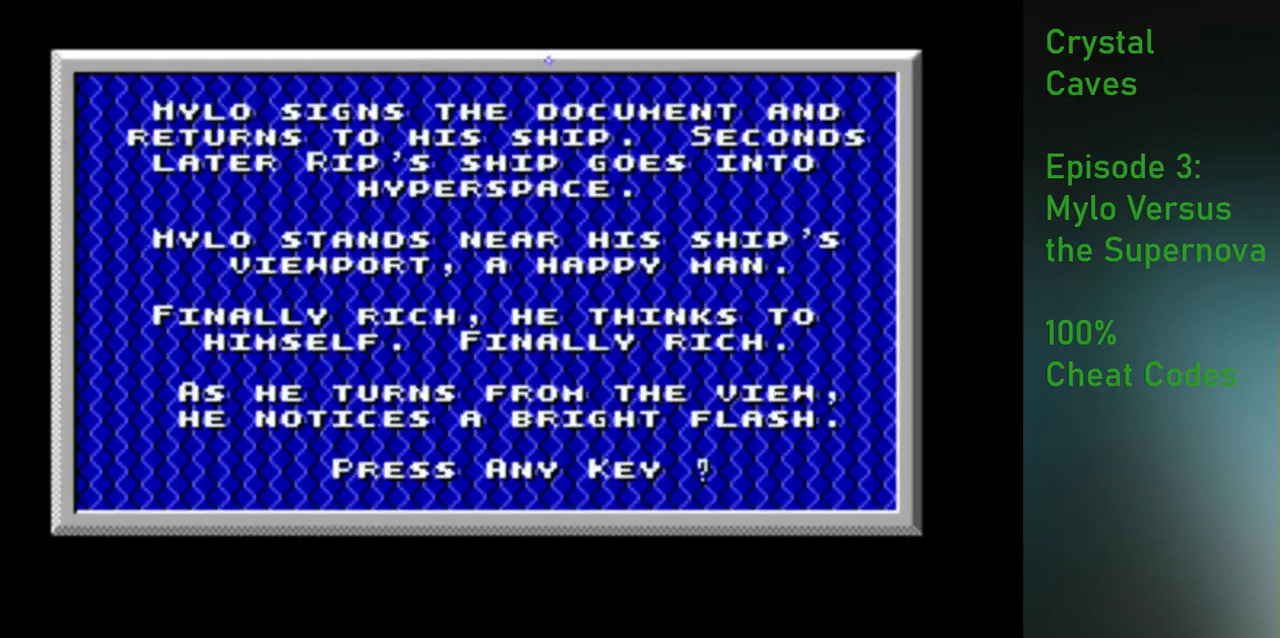 Mylo signs the document and
returns to his ship.  Seconds
later Rip's ship goes into
hyperspace.
Mylo stands near his ship's
viewport, a happy man.
Finally rich, he thinks to
himself.  Finally rich.
As he turns from the view,
he notices a bright flash.
Press Any Key ?
Crystal
Caves
Episode 3:
Mylo Versus
the Supernova
100%
Cheat Codes